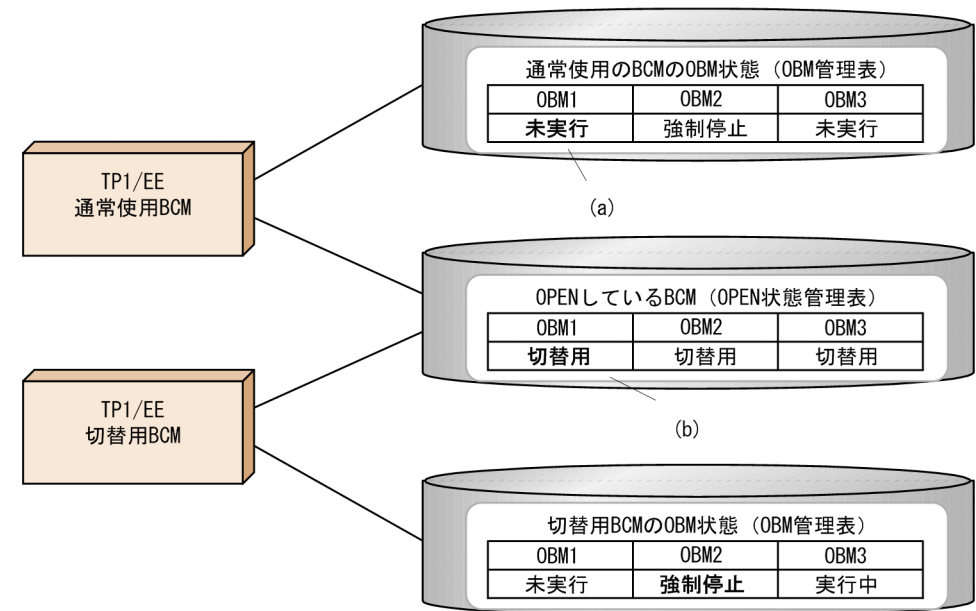 通常使用のBCMのOBM状態（OBM管理表）
OBM1 OBM2 OBM3
未実行 強制停止 未実行
(a)
TP1/EE
通常使用BCM
OPENしているBCM（OPEN状態管理表）
OBM1 OBM2 OBM3
切替用 切替用 切替用
(b)
TP1/EE
切替用BCM
切替用BCMのOBM状態（OBM管理表）
OBM1 OBM2 OBM3
未実行 強制停止 実行中